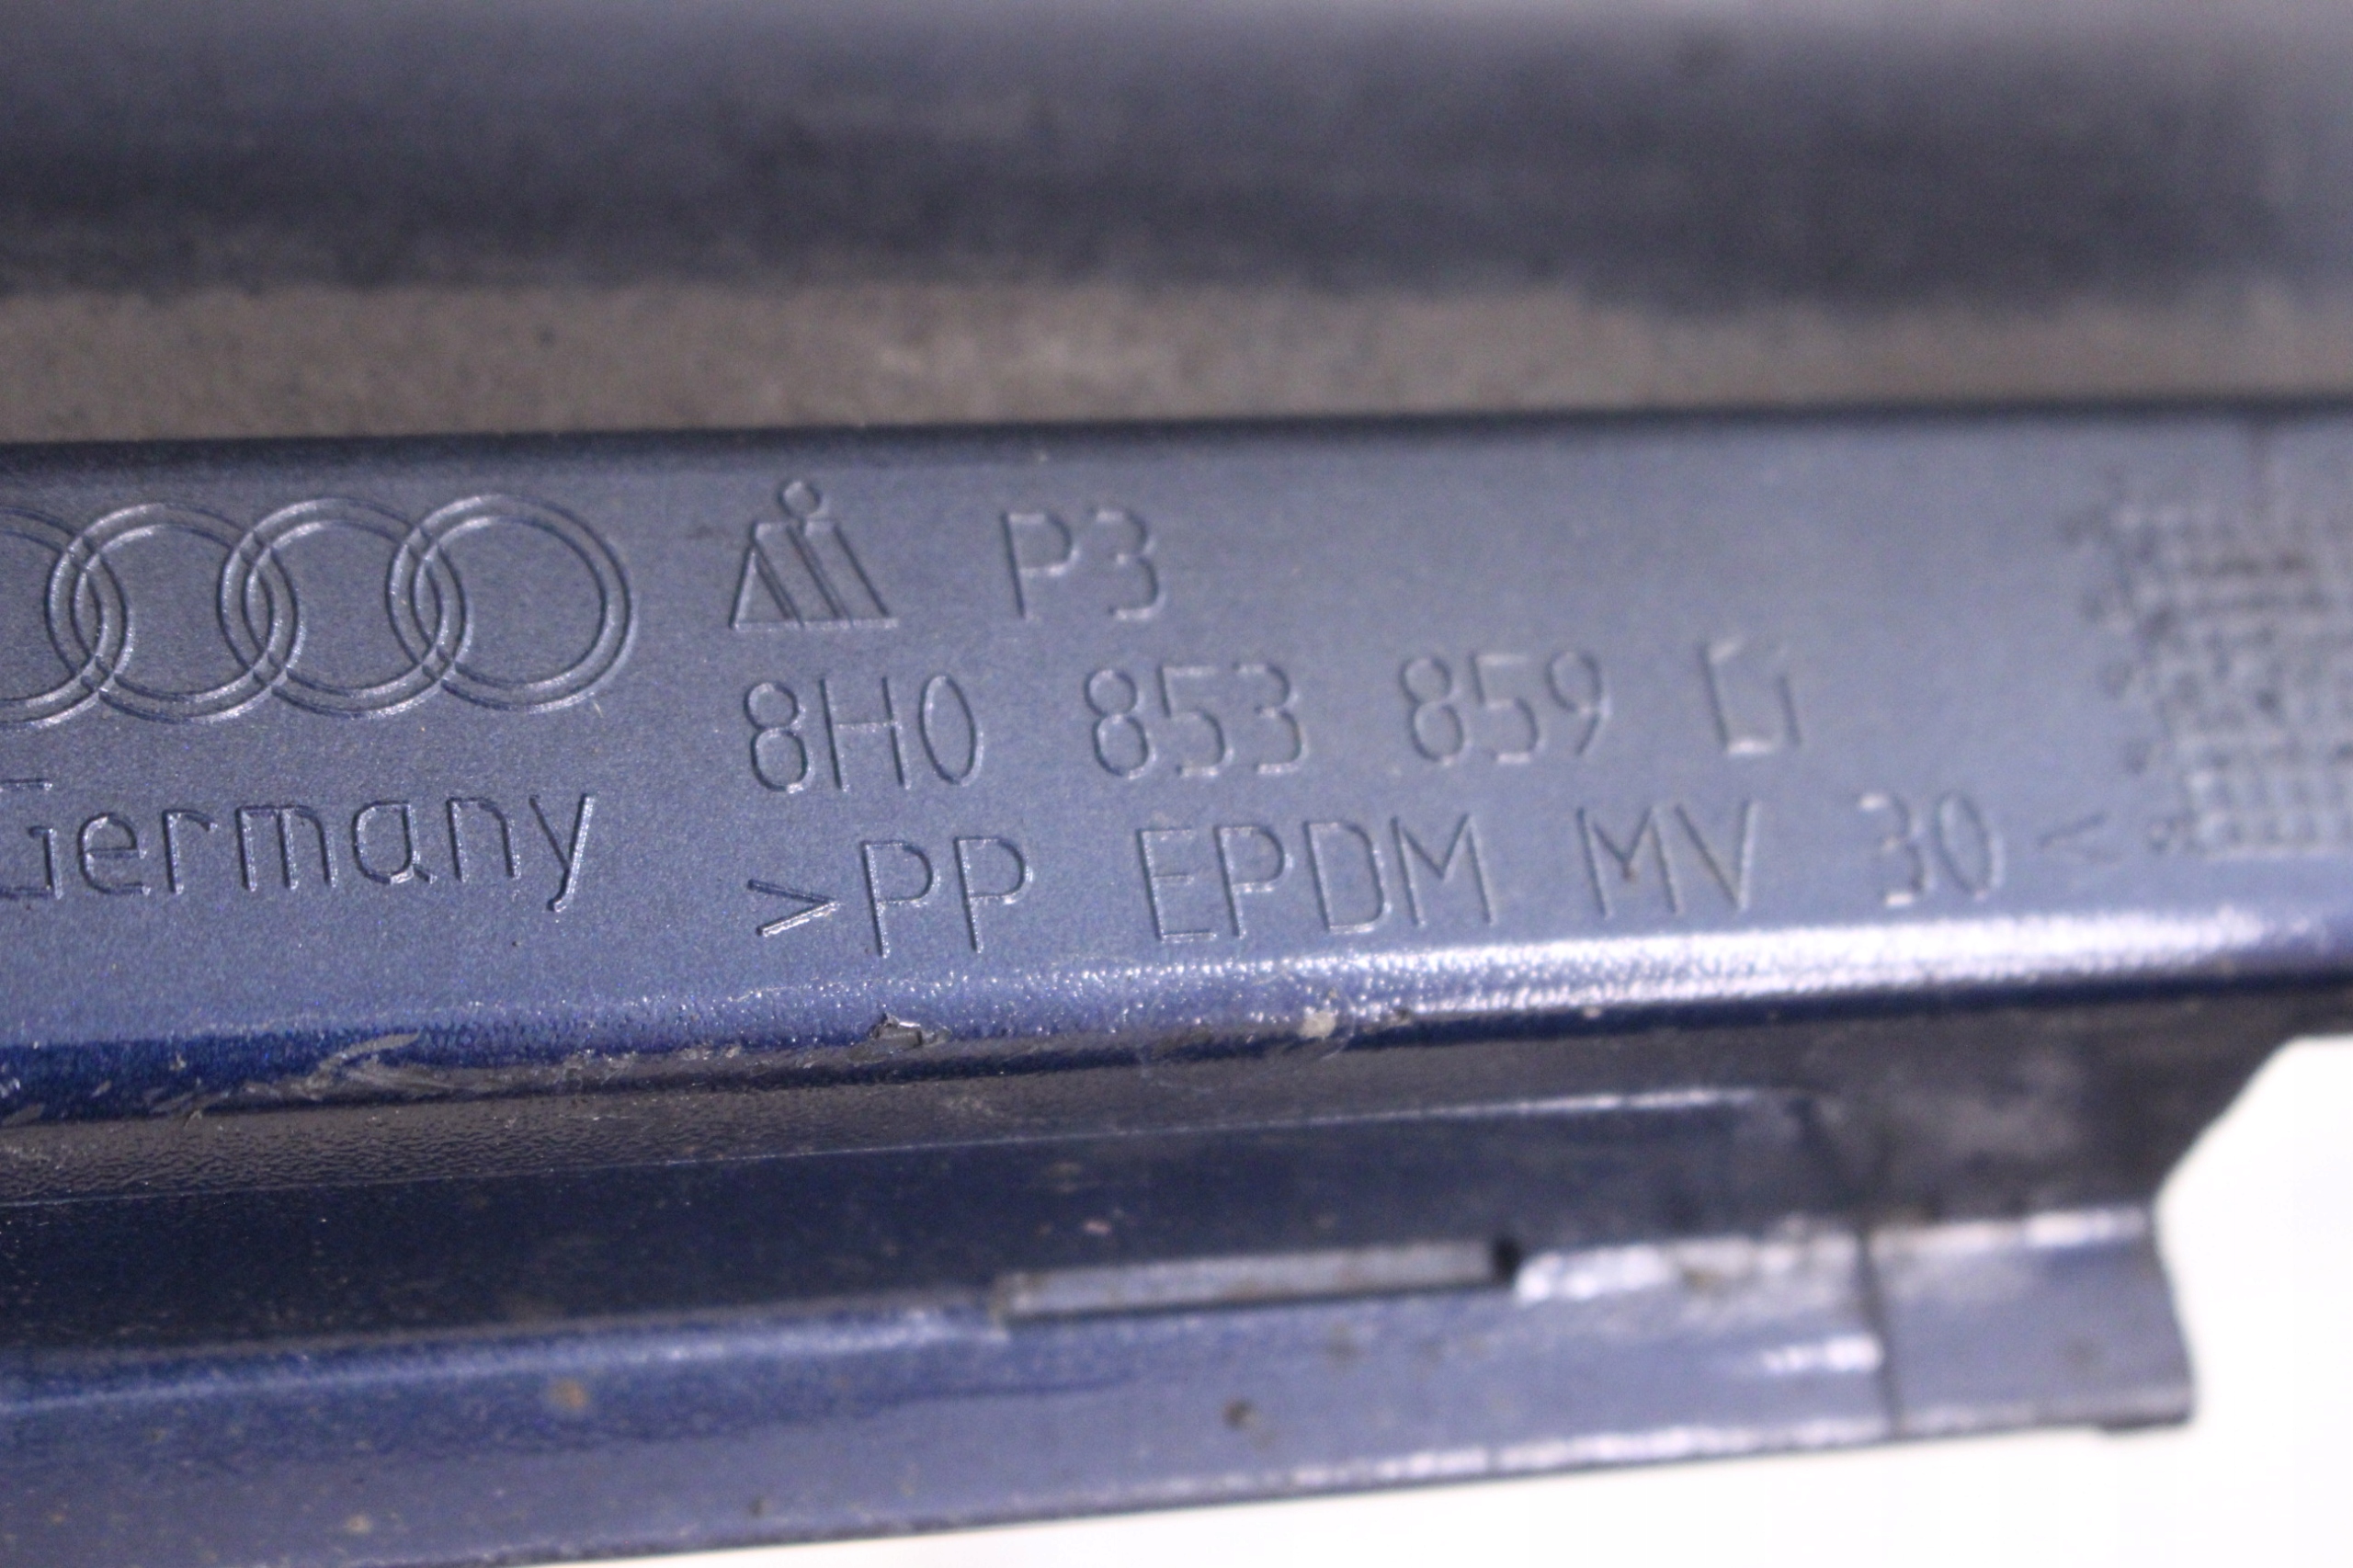 P3
8H0 853 859 G
Germany
>PP EPDM MV 30<